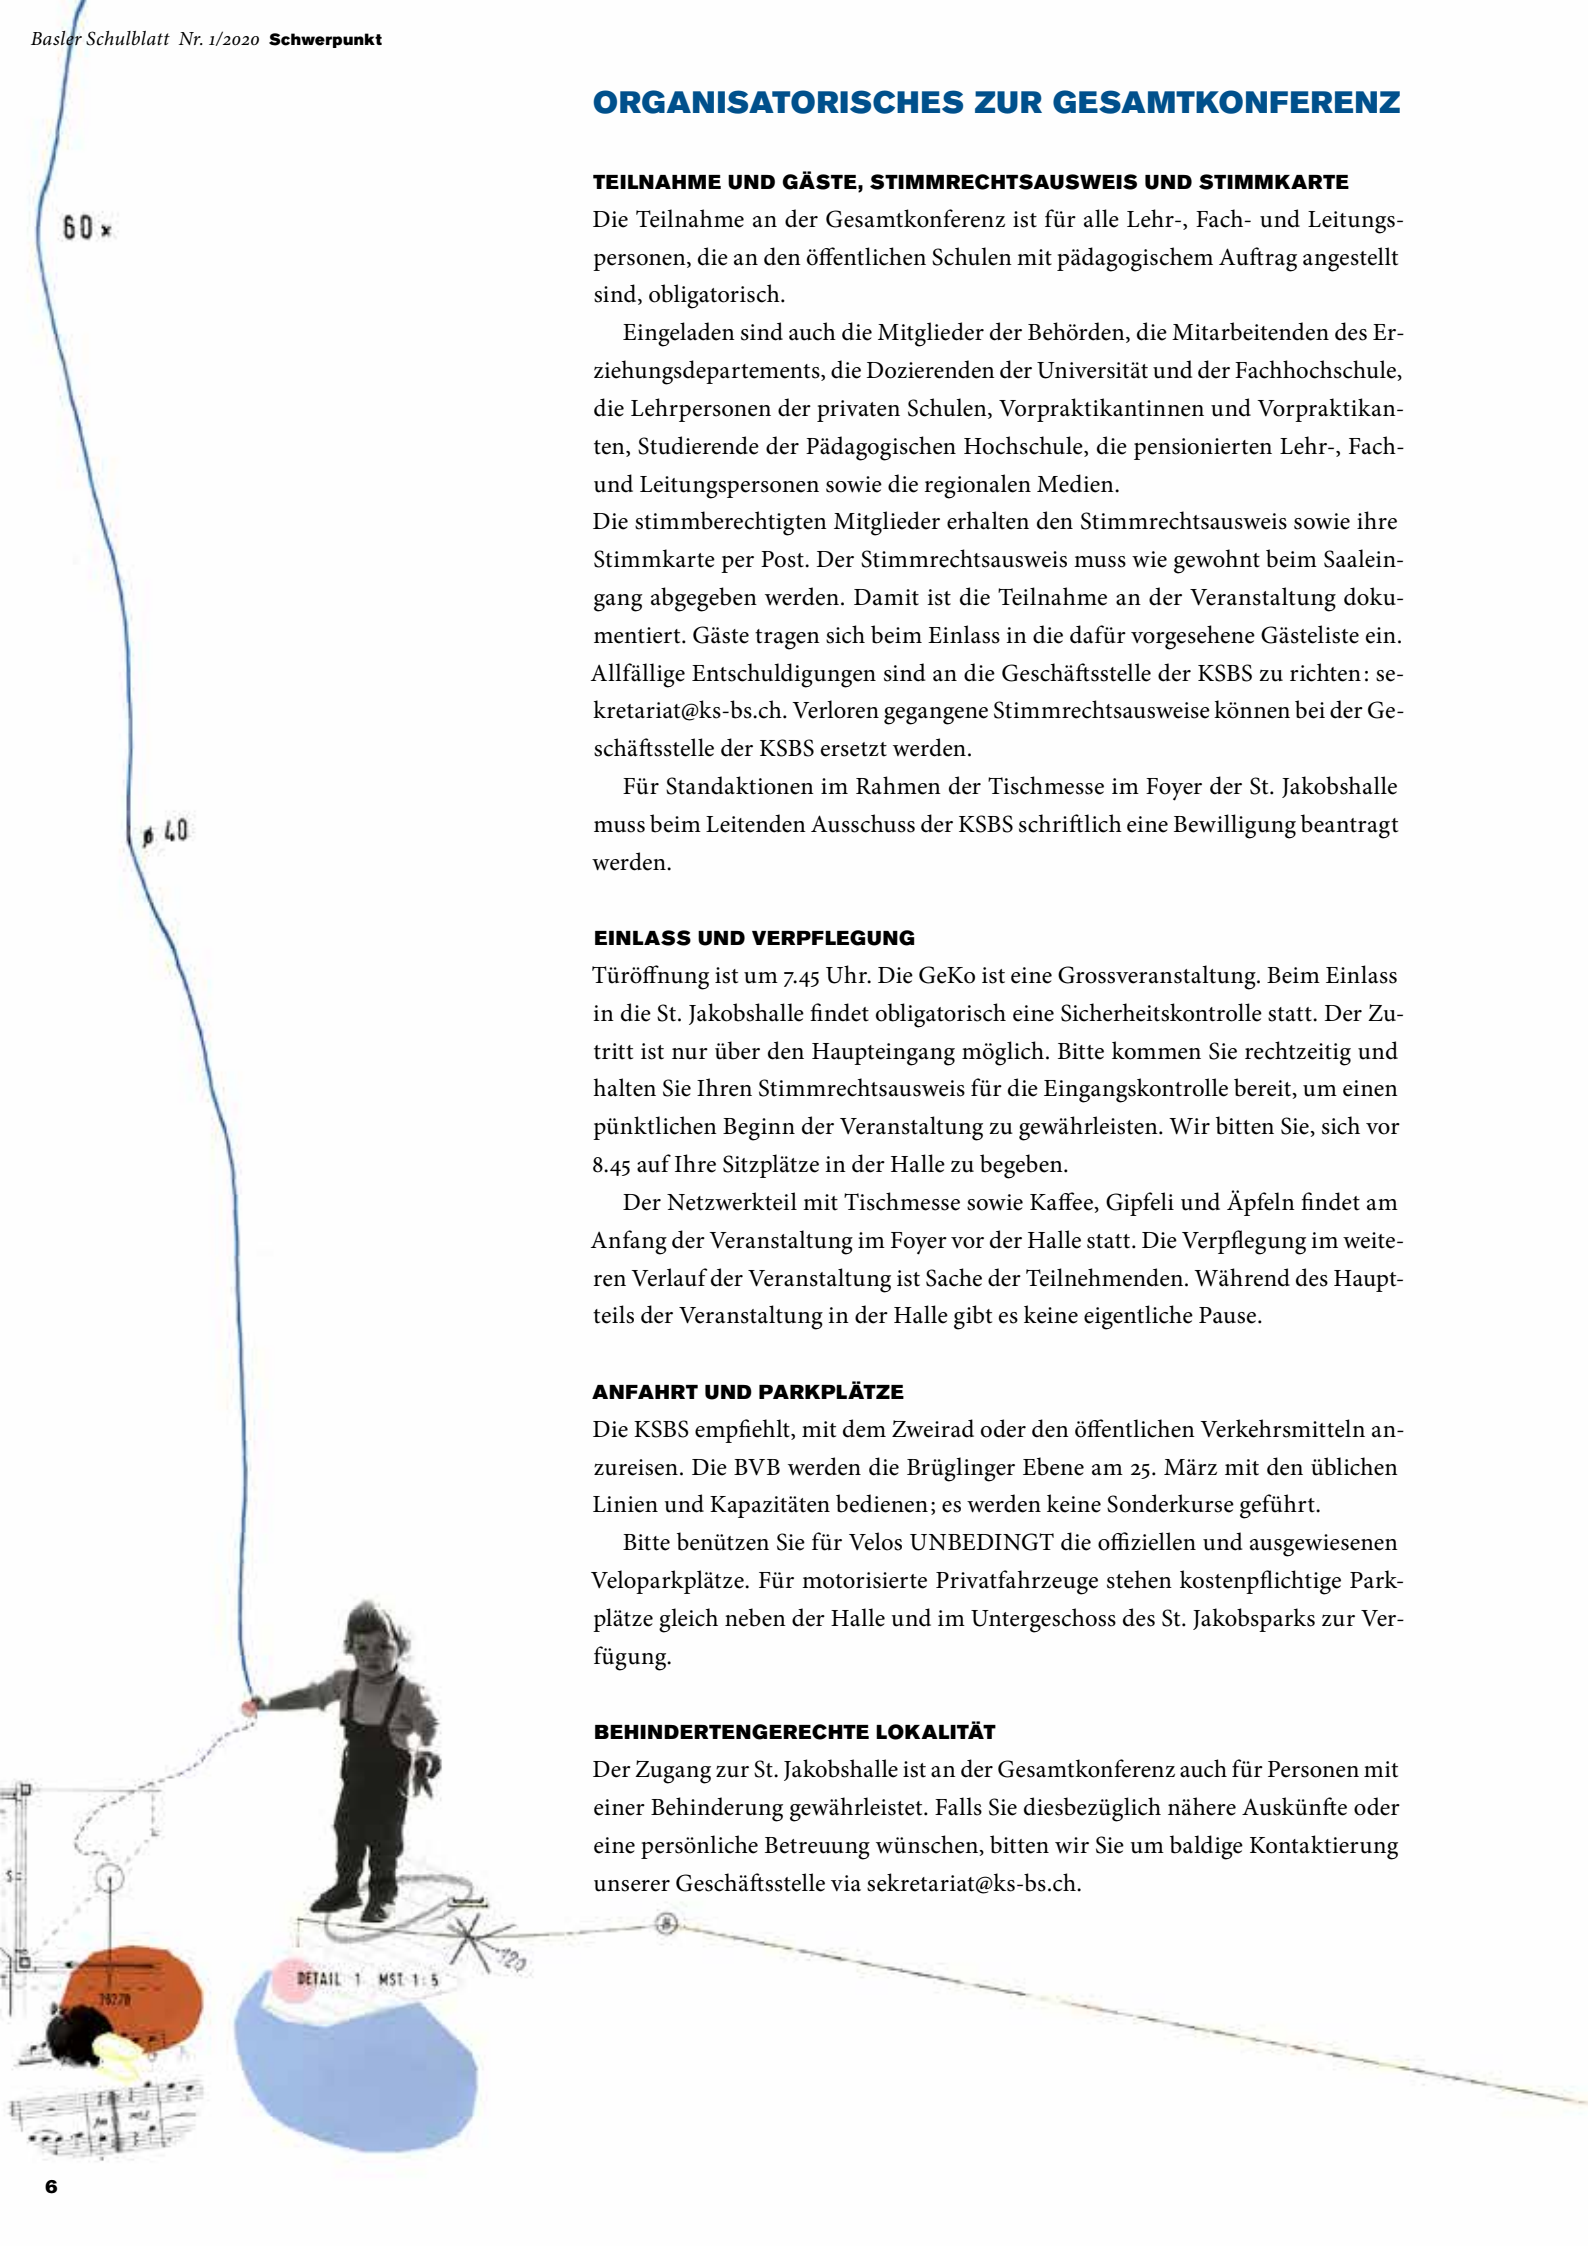 Basler Schulblatt Nr. 1/2020 Schwerpunkt
ORGANISATORISCHES ZUR GESAMTKONFERENZ
TEILNAHME UND GÄSTE, STIMMRECHTSAUSWEIS UND STIMMKARTE
Die Teilnahme an der Gesamtkonferenz ist für alle Lehr-, Fach- und Leitungs-
personen, die an den öffentlichen Schulen mit pädagogischem Auftrag angestellt
sind, obligatorisch.
Eingeladen sind auch die Mitglieder der Behörden, die Mitarbeitenden des Er-
ziehungsdepartements, die Dozierenden der Universität und der Fachhochschule,
die Lehrpersonen der privaten Schulen, Vorpraktikantinnen und Vorpraktikan-
ten, Studierende der Pädagogischen Hochschule, die pensionierten Lehr-, Fach-
und Leitungspersonen sowie die regionalen Medien.
Die stimmberechtigten Mitglieder erhalten den Stimmrechtsausweis sowie ihre
Stimmkarte per Post. Der Stimmrechtsausweis muss wie gewohnt beim Saalein-
gang abgegeben werden. Damit ist die Teilnahme an der Veranstaltung doku-
mentiert. Gäste tragen sich beim Einlass in die dafür vorgesehene Gästeliste ein.
Allfällige Entschuldigungen sind an die Geschäftsstelle der KSBS zu richten: se-
kretariat@ks-bs.ch. Verloren gegangene Stimmrechtsausweise können bei der Ge-
schäftsstelle der KSBS ersetzt werden.
Für Standaktionen im Rahmen der Tischmesse im Foyer der St. Jakobshalle
muss beim Leitenden Ausschuss der KSBS schriftlich eine Bewilligung beantragt
werden.
EINLASS UND VERPFLEGUNG
Türöffnung ist um 7.45 Uhr. Die GeKo ist eine Grossveranstaltung. Beim Einlass
in die St. Jakobshalle findet obligatorisch eine Sicherheitskontrolle statt. Der Zu-
tritt ist nur über den Haupteingang möglich. Bitte kommen Sie rechtzeitig und
halten Sie Ihren Stimmrechtsausweis für die Eingangskontrolle bereit, um einen
pünktlichen Beginn der Veranstaltung zu gewährleisten. Wir bitten Sie, sich vor
8.45 auf Ihre Sitzplätze in der Halle zu begeben.
Der Netzwerkteil mit Tischmesse sowie Kaffee, Gipfeli und Äpfeln findet am
Anfang der Veranstaltung im Foyer vor der Halle statt. Die Verpflegung im weite-
ren Verlauf der Veranstaltung ist Sache der Teilnehmenden. Während des Haupt-
teils der Veranstaltung in der Halle gibt es keine eigentliche Pause.
ANFAHRT UND PARKPLÄTZE
Die KSBS empfiehlt, mit dem Zweirad oder den öffentlichen Verkehrsmitteln an-
zureisen. Die BVB werden die Brüglinger Ebene am 25. März mit den üblichen
Linien und Kapazitäten bedienen; es werden keine Sonderkurse geführt.
Bitte benützen Sie für Velos UNBEDINGT die offiziellen und ausgewiesenen
Veloparkplätze. Für motorisierte Privatfahrzeuge stehen kostenpflichtige Park-
plätze gleich neben der Halle und im Untergeschoss des St. Jakobsparks zur Ver-
fügung.
BEHINDERTENGERECHTE LOKALITÄT
Der Zugang zur St. Jakobshalle ist an der Gesamtkonferenz auch für Personen mit
einer Behinderung gewährleistet. Falls Sie diesbezüglich nähere Auskünfte oder
eine persönliche Betreuung wünschen, bitten wir Sie um baldige Kontaktierung
unserer Geschäftsstelle via sekretariat@ks-bs.ch.
60 x
ø 40
120
DETAIL 1 MST. 1:5
6